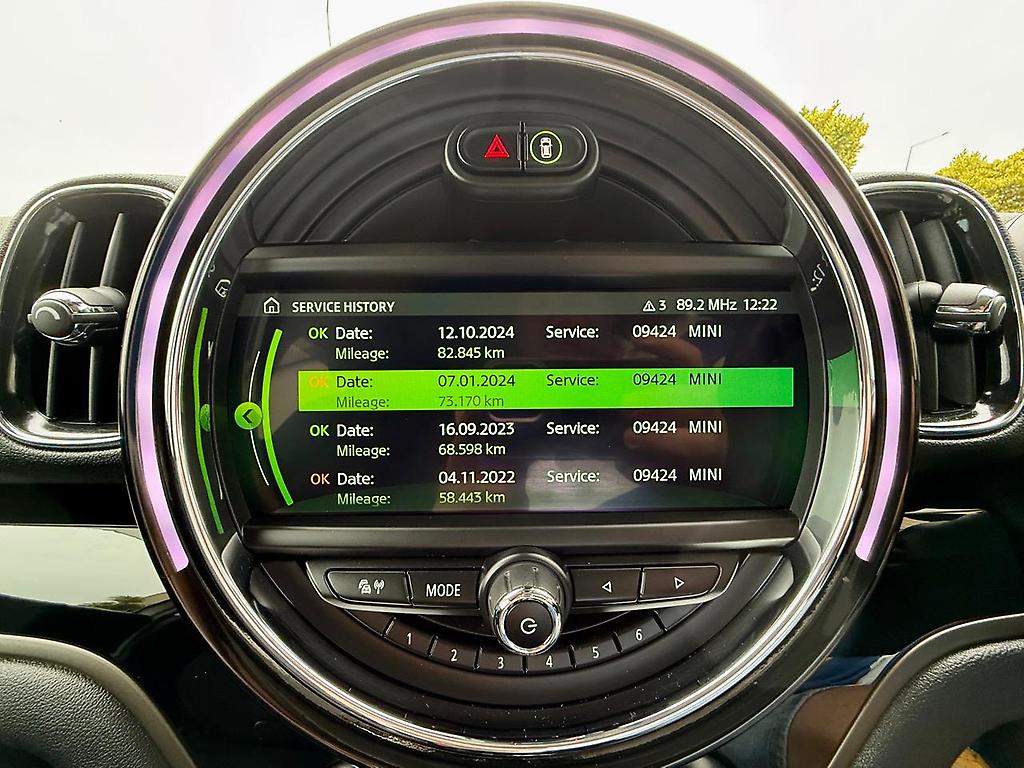 SERVICE HISTORY 3 89.2 MHz 12:22
OK Date: 12.10.2024 Service: 09424 MINI
Mileage: 82.845 km
OK Date: 07.01.2024 Service: 09424 MINI
Mileage: 73.170 km
OK Date: 16.09.2023 Service: 09424 MINI
Mileage: 68.598 km
OK Date: 04.11.2022 Service: 09424 MINI
Mileage: 58.443 km
MODE
1 2 3 4 5 6